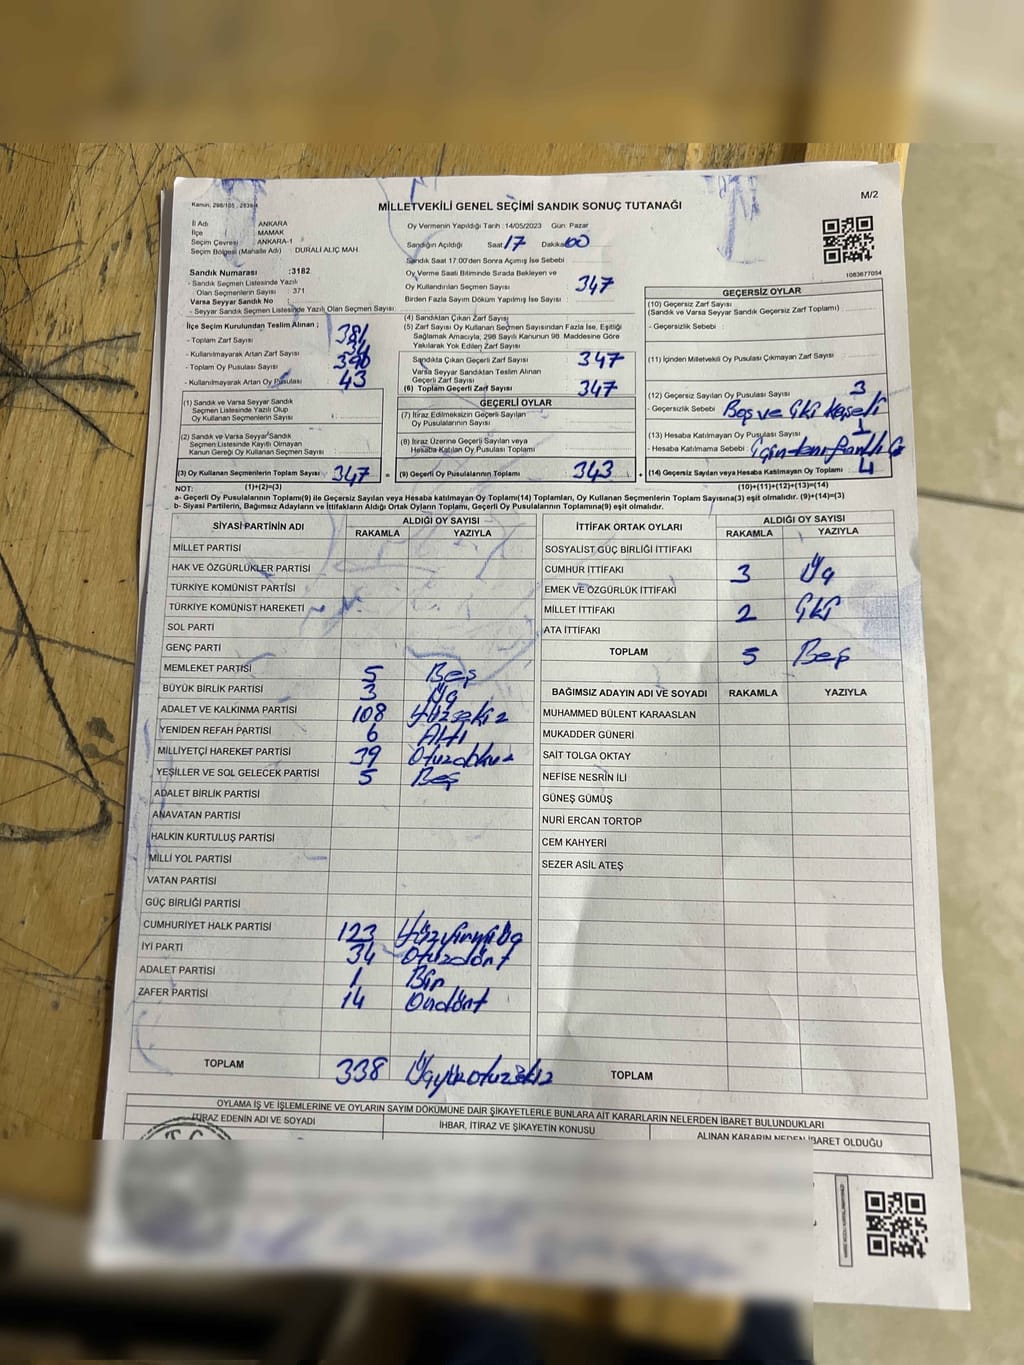 Kanun; 298/105, 2839/4
M/2
MİLLETVEKİLİ GENEL SEÇİMİ SANDIK SONUÇ TUTANAĞI
İl Adı ANKARA
İlçe MAMAK
Seçim Çevresi ANKARA-1
Seçim Bölgesi (Mahalle Adı) DURALİ ALIÇ MAH.
Sandık Numarası :3182
- Sandık Seçmen Listesinde Yazılı
Olan Seçmenlerin Sayısı : 371
Varsa Seyyar Sandık No
- Seyyar Sandık Seçmen Listesinde Yazılı Olan Seçmen Sayısı
İlçe Seçim Kurulundan Teslim Alınan ;
- Toplam Zarf Sayısı 381
- Kullanılmayarak Artan Zarf Sayısı
- Toplam Oy Pusulası Sayısı 390
- Kullanılmayarak Artan Oy Pusulası 43
(1) Sandık ve Varsa Seyyar Sandık
Seçmen Listesinde Yazılı Olup
Oy Kullanan Seçmenlerin Sayısı
(2) Sandık ve Varsa Seyyar Sandık
Seçmen Listesinde Kayıtlı Olmayan
Kanun Gereği Oy Kullanan Seçmen Sayısı
(3) Oy Kullanan Seçmenlerin Toplam Sayısı 347
(1)+(2)=(3)
Oy Vermenin Yapıldığı Tarih :14/05/2023 Gün: Pazar
Sandığın Açıldığı Saat 17 Dakika 00
Sandık Saat 17:00'den Sonra Açmış İse Sebebi
Oy Verme Saati Bitiminde Sırada Bekleyen ve
Oy Kullandırılan Seçmen Sayısı 347
Birden Fazla Sayım Döküm Yapılmış İse Sayısı :
(4) Sandıktan Çıkan Zarf Sayısı
(5) Zarf Sayısı Oy Kullanan Seçmen Sayısından Fazla İse, Eşitliği
Sağlamak Amacıyla, 298 Sayılı Kanunun 98. Maddesine Göre
Yakılarak Yok Edilen Zarf Sayısı
Sandıkta Çıkan Geçerli Zarf Sayısı 347
Varsa Seyyar Sandıktan Teslim Alınan
Geçerli Zarf Sayısı
(6) Toplam Geçerli Zarf Sayısı 347
GEÇERLİ OYLAR
(7) İtiraz Edilmeksizin Geçerli Sayılan
Oy Pusulasının Sayısı
(8) İtiraz Üzerine Geçerli Sayılan veya
Hesaba Katılan Oy Pusulası Toplamı
= (9) Geçerli Oy Pusulalarının Toplamı 343
1083677054
GEÇERSİZ OYLAR
(10) Geçersiz Zarf Sayısı
(Sandık ve Varsa Seyyar Sandık Geçersiz Zarf Toplamı)
- Geçersizlik Sebebi
(11) İçinden Milletvekili Oy Pusulası Çıkmayan Zarf Sayısı
(12) Geçersiz Sayılan Oy Pusulası Sayısı 3
- Geçersizlik Sebebi Boş ve iki kaşeli
(13) Hesaba Katılmayan Oy Pusulası Sayısı 1
- Hesaba Katılmama Sebebi
+ (14) Geçersiz Sayılan veya Hesaba Katılmayan Oy Toplamı 4
(10)+(11)+(12)+(13)=(14)
NOT:
a- Geçerli Oy Pusulalarının Toplamı(9) ile Geçersiz Sayılan veya Hesaba katılmayan Oy Toplamı(14) Toplamları, Oy Kullanan Seçmenlerin Toplam Sayısına(3) eşit olmalıdır. (9)+(14)=(3)
b- Siyasi Partilerin, Bağımsız Adayların ve İttifakların Aldığı Ortak Oyların Toplamı, Geçerli Oy Pusulalarının Toplamına(9) eşit olmalıdır.
SİYASİ PARTİNİN ADI ALDIĞI OY SAYISI
RAKAMLA YAZIYLA
MİLLET PARTİSİ
HAK VE ÖZGÜRLÜKLER PARTİSİ
TÜRKİYE KOMÜNİST PARTİSİ
TÜRKİYE KOMÜNİST HAREKETİ
SOL PARTİ
GENÇ PARTİ
MEMLEKET PARTİSİ 5 Beş
BÜYÜK BİRLİK PARTİSİ 3 Üç
ADALET VE KALKINMA PARTİSİ 108 Yüzsekiz
YENİDEN REFAH PARTİSİ 6 Altı
MİLLİYETÇİ HAREKET PARTİSİ 39 Otuzdokuz
YEŞİLLER VE SOL GELECEK PARTİSİ 5 Beş
ADALET BİRLİK PARTİSİ
ANAVATAN PARTİSİ
HALKIN KURTULUŞ PARTİSİ
MİLLİ YOL PARTİSİ
VATAN PARTİSİ
GÜÇ BİRLİĞİ PARTİSİ
CUMHURİYET HALK PARTİSİ 123 Yüzyirmiüç
İYİ PARTİ 34 Otuzdört
ADALET PARTİSİ 1 Bir
ZAFER PARTİSİ 14 Ondört
TOPLAM 338 Üçyüzotuzsekiz
İTTİFAK ORTAK OYLARI ALDIĞI OY SAYISI
RAKAMLA YAZIYLA
SOSYALİST GÜÇ BİRLİĞİ İTTİFAKI
CUMHUR İTTİFAKI 3 Üç
EMEK VE ÖZGÜRLÜK İTTİFAKI
MİLLET İTTİFAKI 2 İki
ATA İTTİFAKI
TOPLAM 5 Beş
BAĞIMSIZ ADAYIN ADI VE SOYADI RAKAMLA YAZIYLA
MUHAMMED BÜLENT KARAASLAN
MUKADDER GÜNERİ
SAİT TOLGA OKTAY
NEFİSE NESRİN İLİ
GÜNEŞ GÜMÜŞ
NURİ ERCAN TORTOP
CEM KAHYERİ
SEZER ASİL ATEŞ
TOPLAM
OYLAMA İŞ VE İŞLEMLERİNE VE OYLARIN SAYIM DÖKÜMÜNE DAİR ŞİKAYETLERLE BUNLARA AİT KARARLARIN NELERDEN İBARET BULUNDUKLARI
İTİRAZ EDENİN ADI VE SOYADI
İHBAR, İTİRAZ VE ŞİKAYETİN KONUSU
ALINAN KARARIN NEDEN İBARET OLDUĞU
T.C.